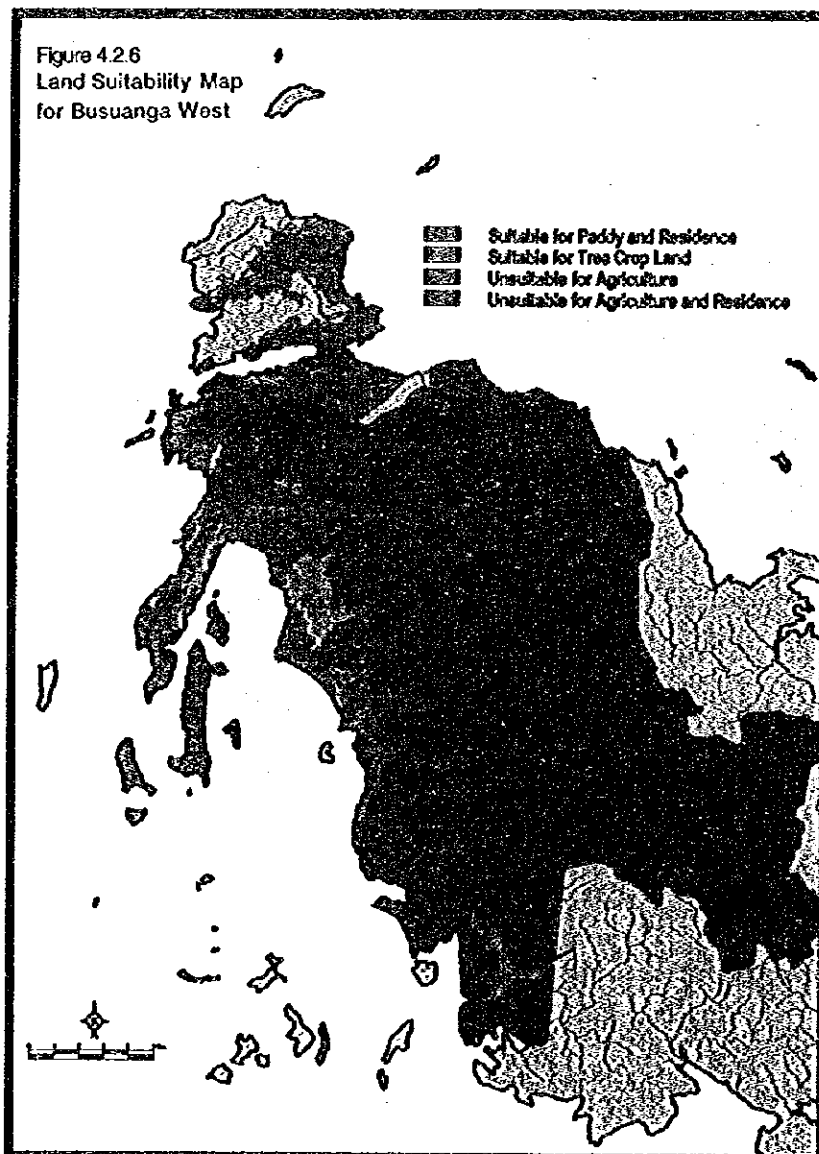 Figure 4.2.6
Land Suitability Map
for Busuanga West
Suitable for Paddy and Residence
Suitable for Tree Crop Land
Unsuitable for Agriculture
Unsuitable for Agriculture and Residence